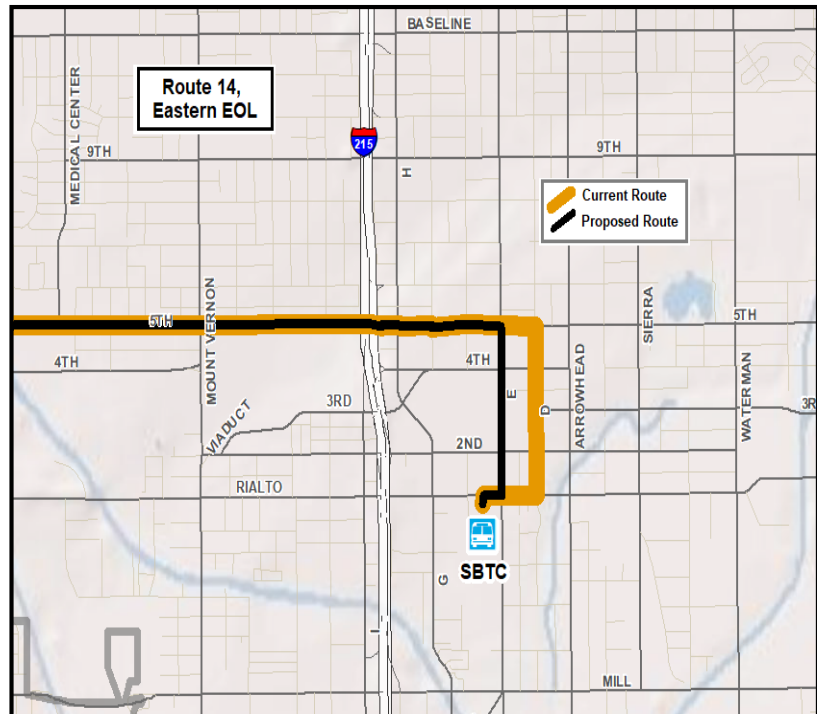 BASELINE
MEDICAL CENTER
Route 14,
Eastern EOL
215
9TH
9TH
H
Current Route
Proposed Route
MOUNT VERNON
SIERRA
5TH
5TH
4TH
4TH
ARROWHEAD
WATERMAN
E
3RD
D
3R
VIADUCT
2ND
RIALTO
SBTC
G
I
MILL